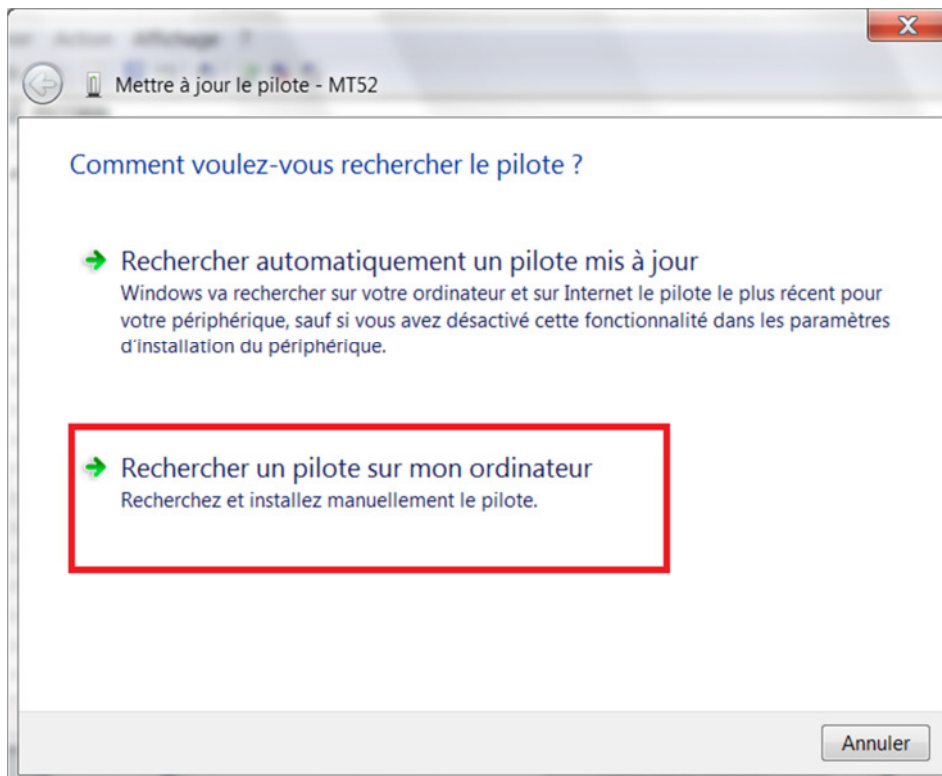 Action Affichage ?
Mettre à jour le pilote - MT52
Comment voulez-vous rechercher le pilote ?
Rechercher automatiquement un pilote mis à jour
Windows va rechercher sur votre ordinateur et sur Internet le pilote le plus récent pour
votre périphérique, sauf si vous avez désactivé cette fonctionnalité dans les paramètres
d'installation du périphérique.
Rechercher un pilote sur mon ordinateur
Recherchez et installez manuellement le pilote.
Annuler